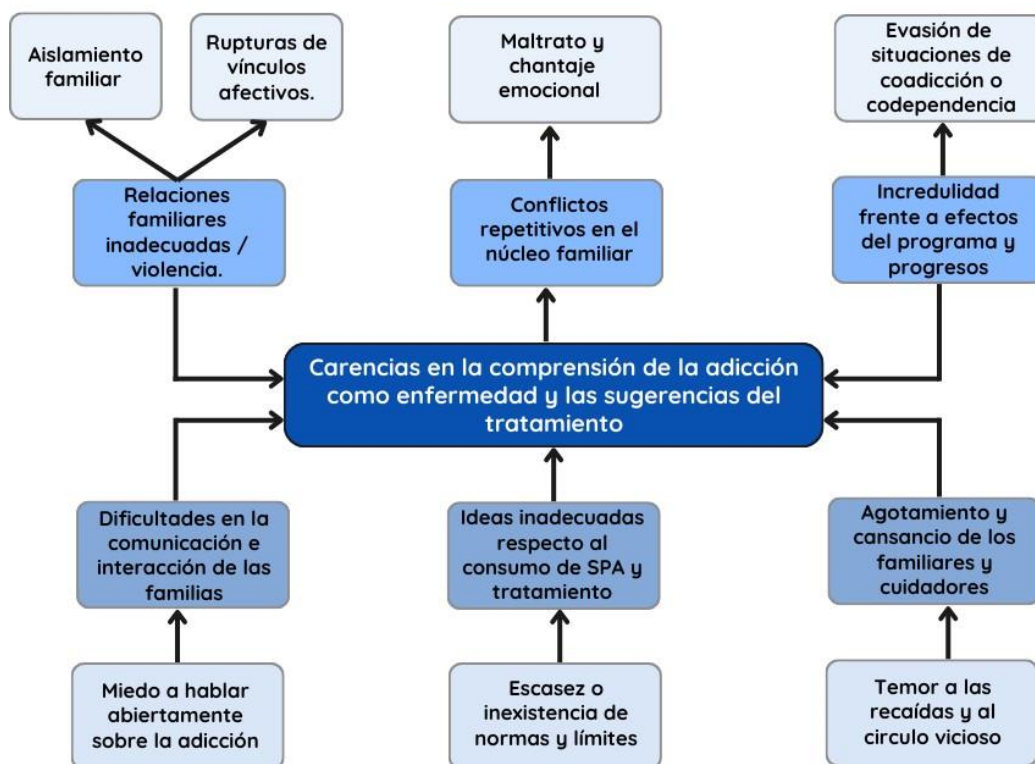 Aislamiento
familiar
Rupturas de
vínculos
afectivos.
Maltrato y
chantaje
emocional
Evasión de
situaciones de
coadicción o
codependencia
Relaciones
familiares
inadecuadas /
violencia.
Conflictos
repetitivos en el
núcleo familiar
Incredulidad
frente a efectos
del programa y
progresos
Carencias en la comprensión de la adicción
como enfermedad y las sugerencias del
tratamiento
Dificultades en la
comunicación e
interacción de las
familias
Ideas inadecuadas
respecto al
consumo de SPA y
tratamiento
Agotamiento y
cansancio de los
familiares y
cuidadores
Miedo a hablar
abiertamente
sobre la adicción
Escasez o
inexistencia de
normas y límites
Temor a las
recaídas y al
circulo vicioso